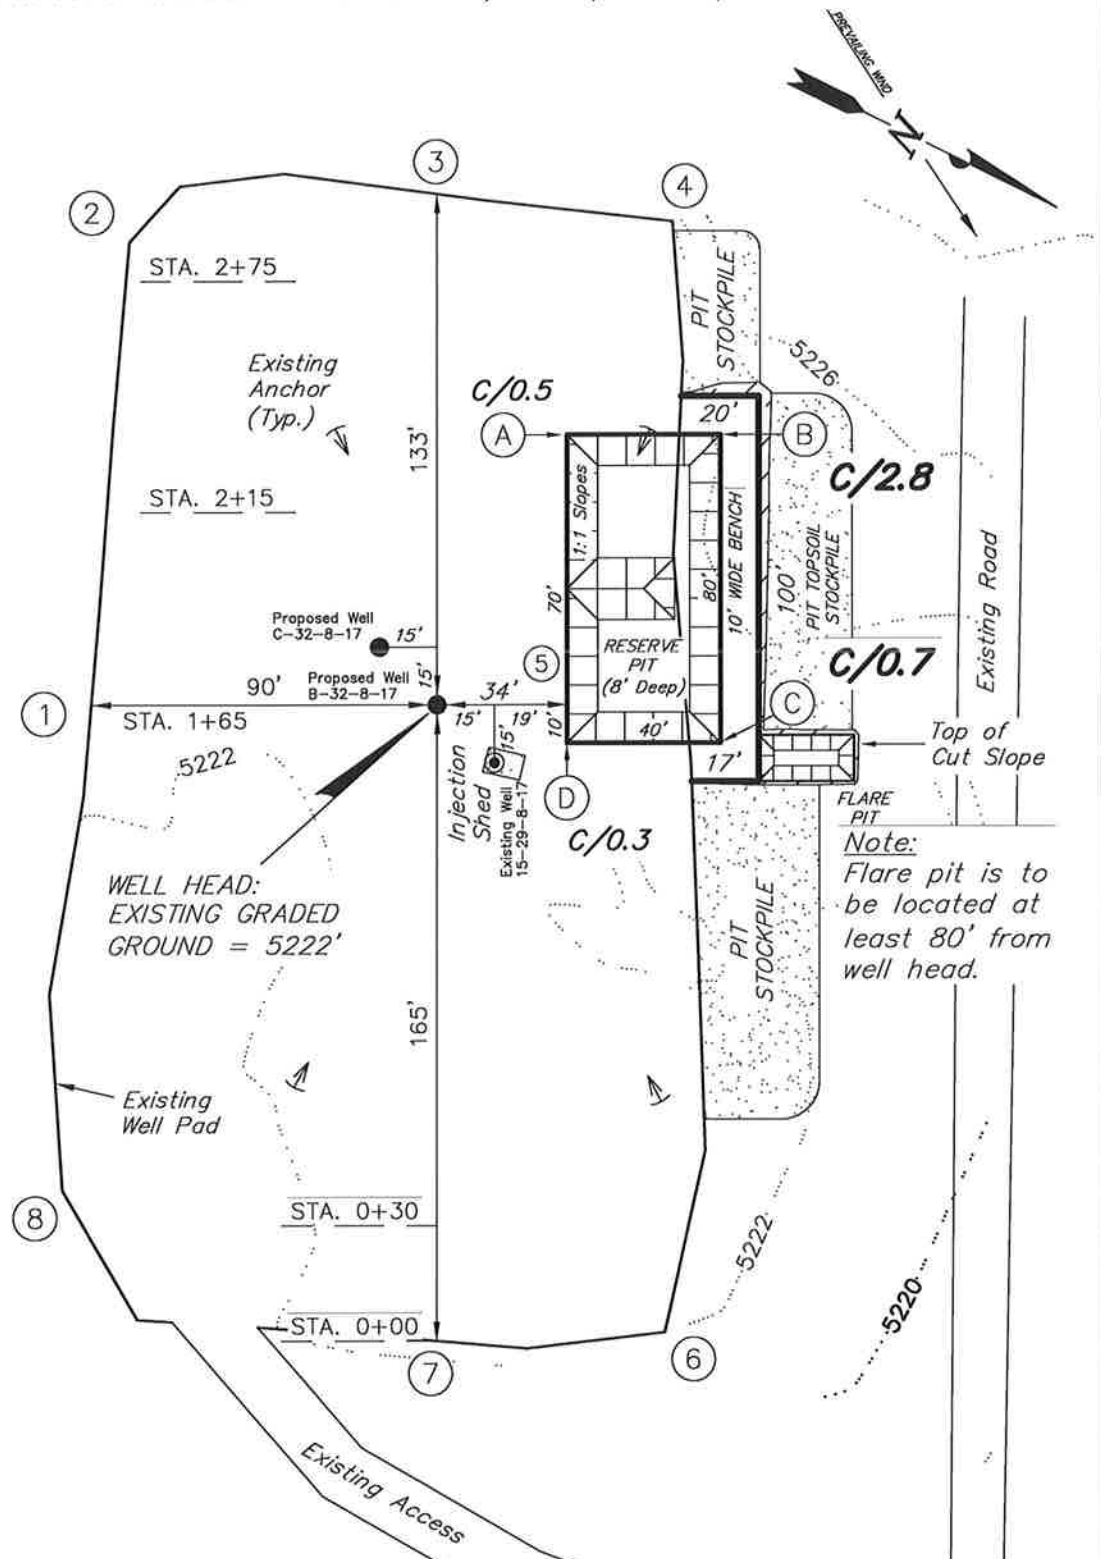 PREVAILING WIND
N
3
4
2
STA. 2+75
PIT
STOCKPILE
Existing
Anchor
(Typ.)
5226
C/0.5
20'
A
B
133'
C/2.8
STA. 2+15
1:1 Slopes
10' WIDE BENCH
100'
PIT TOPSOIL
STOCKPILE
Existing Road
70'
80'
Proposed Well
C-32-8-17
15'
RESERVE
PIT
(8' Deep)
5
C/0.7
Proposed Well
B-32-8-17
15'
90'
34'
1
STA. 1+65
15'
19'
10'
40'
C
15'
Top of
Cut Slope
5222
17'
Injection
Shed
Existing Well
15-29-8-17
D
FLARE
PIT
C/0.3
Note:
Flare pit is to
be located at
least 80' from
well head.
WELL HEAD:
EXISTING GRADED
GROUND = 5222'
PIT
STOCKPILE
165'
Existing
Well Pad
8
STA. 0+30
5222
5220
STA. 0+00
7
6
Existing Access